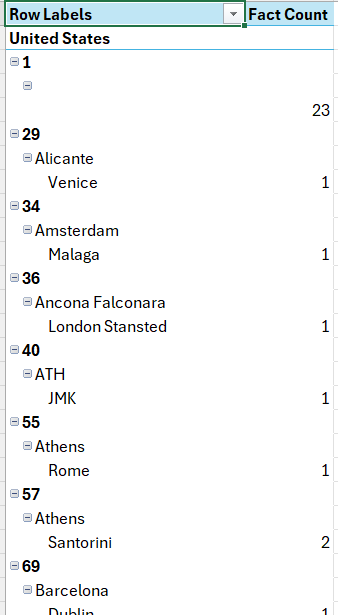 Row Labels Fact Count
United States
1
23
29
Alicante
Venice 1
34
Amsterdam
Malaga 1
36
Ancona Falconara
London Stansted 1
40
ATH
JMK 1
55
Athens
Rome 1
57
Athens
Santorini 2
69
Barcelona
Dublin 1